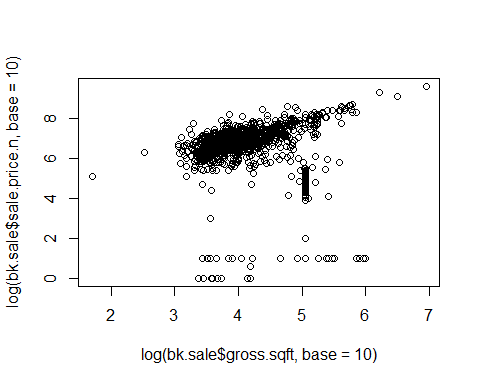 log(bk.sale$sale.price.n, base = 10)
8
6
4
2
0
2 3 4 5 6 7
log(bk.sale$gross.sqft, base = 10)